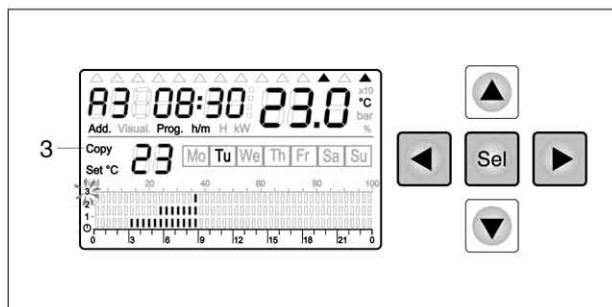 A3 08:30 23.0 x10
°C
bar
%
Add. Visual. Prog. h/m H kW
3 Copy
Set °C 23 Mo Tu We Th Fr Sa Su
20 40 60 80 100
3
2
1
0 3 6 9 12 15 18 21 0
Sel